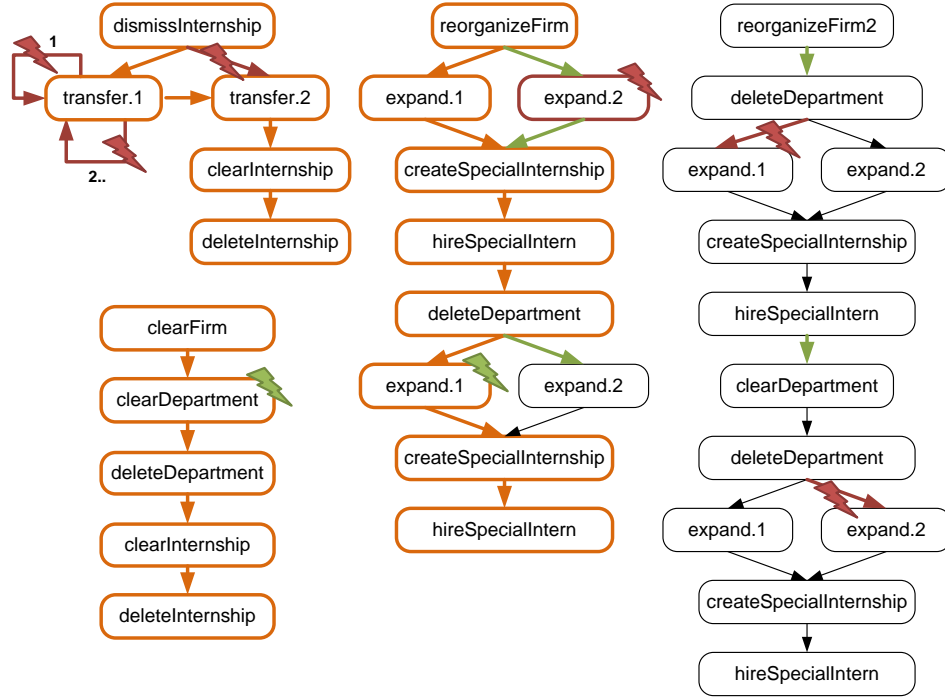 dismissInternship
1
transfer.1
transfer.2
2..
clearInternship
deleteInternship
clearFirm
clearDepartment
deleteDepartment
clearInternship
deleteInternship
reorganizeFirm
expand.1
expand.2
createSpecialInternship
hireSpecialIntern
deleteDepartment
expand.1
expand.2
createSpecialInternship
hireSpecialIntern
reorganizeFirm2
deleteDepartment
expand.1
expand.2
createSpecialInternship
hireSpecialIntern
clearDepartment
deleteDepartment
expand.1
expand.2
createSpecialInternship
hireSpecialIntern